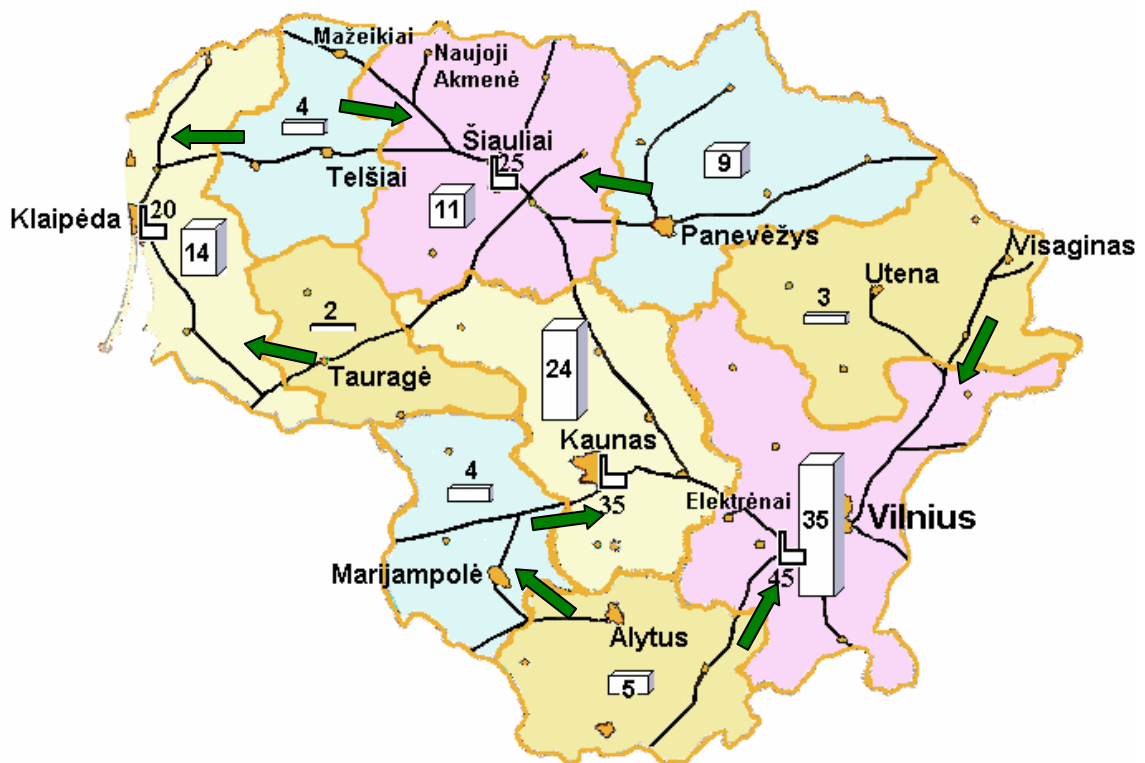 Mažeikiai
Naujoji
Akmenė
4
Šiauliai
25
Telšiai
9
11
Klaipėda
20
14
Panevėžys
Visaginas
Utena
3
2
Tauragė
24
Kaunas
35
4
Elektrėnai
35
Vilnius
45
Marijampolė
Alytus
5